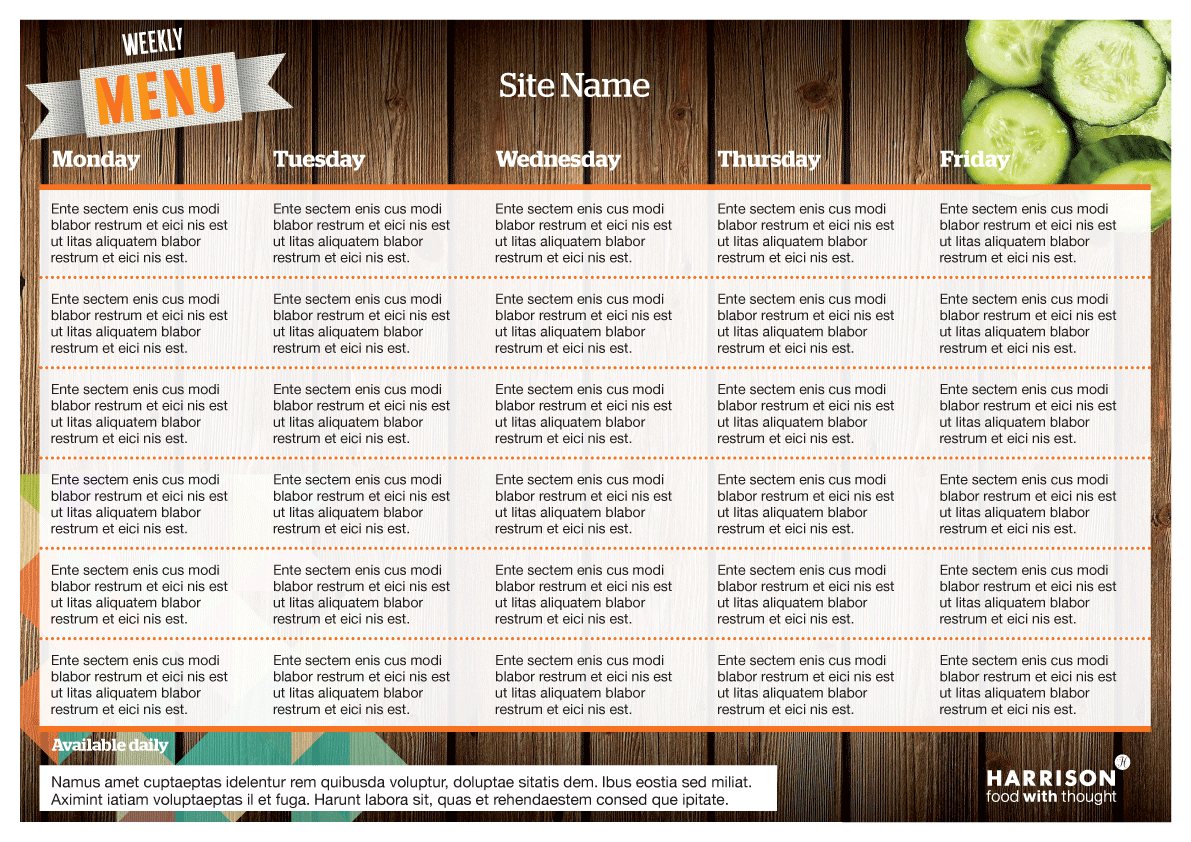 WEEKLY
MENU
Site Name
Monday Tuesday Wednesday Thursday Friday
Ente sectem enis cus modi Ente sectem enis cus modi Ente sectem enis cus modi Ente sectem enis cus modi Ente sectem enis cus modi
blabor restrum et eici nis est blabor restrum et eici nis est blabor restrum et eici nis est blabor restrum et eici nis est blabor restrum et eici nis est
ut litas aliquatem blabor ut litas aliquatem blabor ut litas aliquatem blabor ut litas aliquatem blabor ut litas aliquatem blabor
restrum et eici nis est. restrum et eici nis est. restrum et eici nis est. restrum et eici nis est. restrum et eici nis est.
Ente sectem enis cus modi Ente sectem enis cus modi Ente sectem enis cus modi Ente sectem enis cus modi Ente sectem enis cus modi
blabor restrum et eici nis est blabor restrum et eici nis est blabor restrum et eici nis est blabor restrum et eici nis est blabor restrum et eici nis est
ut litas aliquatem blabor ut litas aliquatem blabor ut litas aliquatem blabor ut litas aliquatem blabor ut litas aliquatem blabor
restrum et eici nis est. restrum et eici nis est. restrum et eici nis est. restrum et eici nis est. restrum et eici nis est.
Ente sectem enis cus modi Ente sectem enis cus modi Ente sectem enis cus modi Ente sectem enis cus modi Ente sectem enis cus modi
blabor restrum et eici nis est blabor restrum et eici nis est blabor restrum et eici nis est blabor restrum et eici nis est blabor restrum et eici nis est
ut litas aliquatem blabor ut litas aliquatem blabor ut litas aliquatem blabor ut litas aliquatem blabor ut litas aliquatem blabor
restrum et eici nis est. restrum et eici nis est. restrum et eici nis est. restrum et eici nis est. restrum et eici nis est.
Ente sectem enis cus modi Ente sectem enis cus modi Ente sectem enis cus modi Ente sectem enis cus modi Ente sectem enis cus modi
blabor restrum et eici nis est blabor restrum et eici nis est blabor restrum et eici nis est blabor restrum et eici nis est blabor restrum et eici nis est
ut litas aliquatem blabor ut litas aliquatem blabor ut litas aliquatem blabor ut litas aliquatem blabor ut litas aliquatem blabor
restrum et eici nis est. restrum et eici nis est. restrum et eici nis est. restrum et eici nis est. restrum et eici nis est.
Ente sectem enis cus modi Ente sectem enis cus modi Ente sectem enis cus modi Ente sectem enis cus modi Ente sectem enis cus modi
blabor restrum et eici nis est blabor restrum et eici nis est blabor restrum et eici nis est blabor restrum et eici nis est blabor restrum et eici nis est
ut litas aliquatem blabor ut litas aliquatem blabor ut litas aliquatem blabor ut litas aliquatem blabor ut litas aliquatem blabor
restrum et eici nis est. restrum et eici nis est. restrum et eici nis est. restrum et eici nis est. restrum et eici nis est.
Ente sectem enis cus modi Ente sectem enis cus modi Ente sectem enis cus modi Ente sectem enis cus modi Ente sectem enis cus modi
blabor restrum et eici nis est blabor restrum et eici nis est blabor restrum et eici nis est blabor restrum et eici nis est blabor restrum et eici nis est
ut litas aliquatem blabor ut litas aliquatem blabor ut litas aliquatem blabor ut litas aliquatem blabor ut litas aliquatem blabor
restrum et eici nis est. restrum et eici nis est. restrum et eici nis est. restrum et eici nis est. restrum et eici nis est.
Available daily
Namus amet cuptaeptas idelentur rem quibusda voluptur, doluptae sitatis dem. Ibus eostia sed miliat.
Aximint iatiam voluptaeptas il et fuga. Harunt labora sit, quas et rehendaestem consed que ipitate.
HARRISON H
food with thought